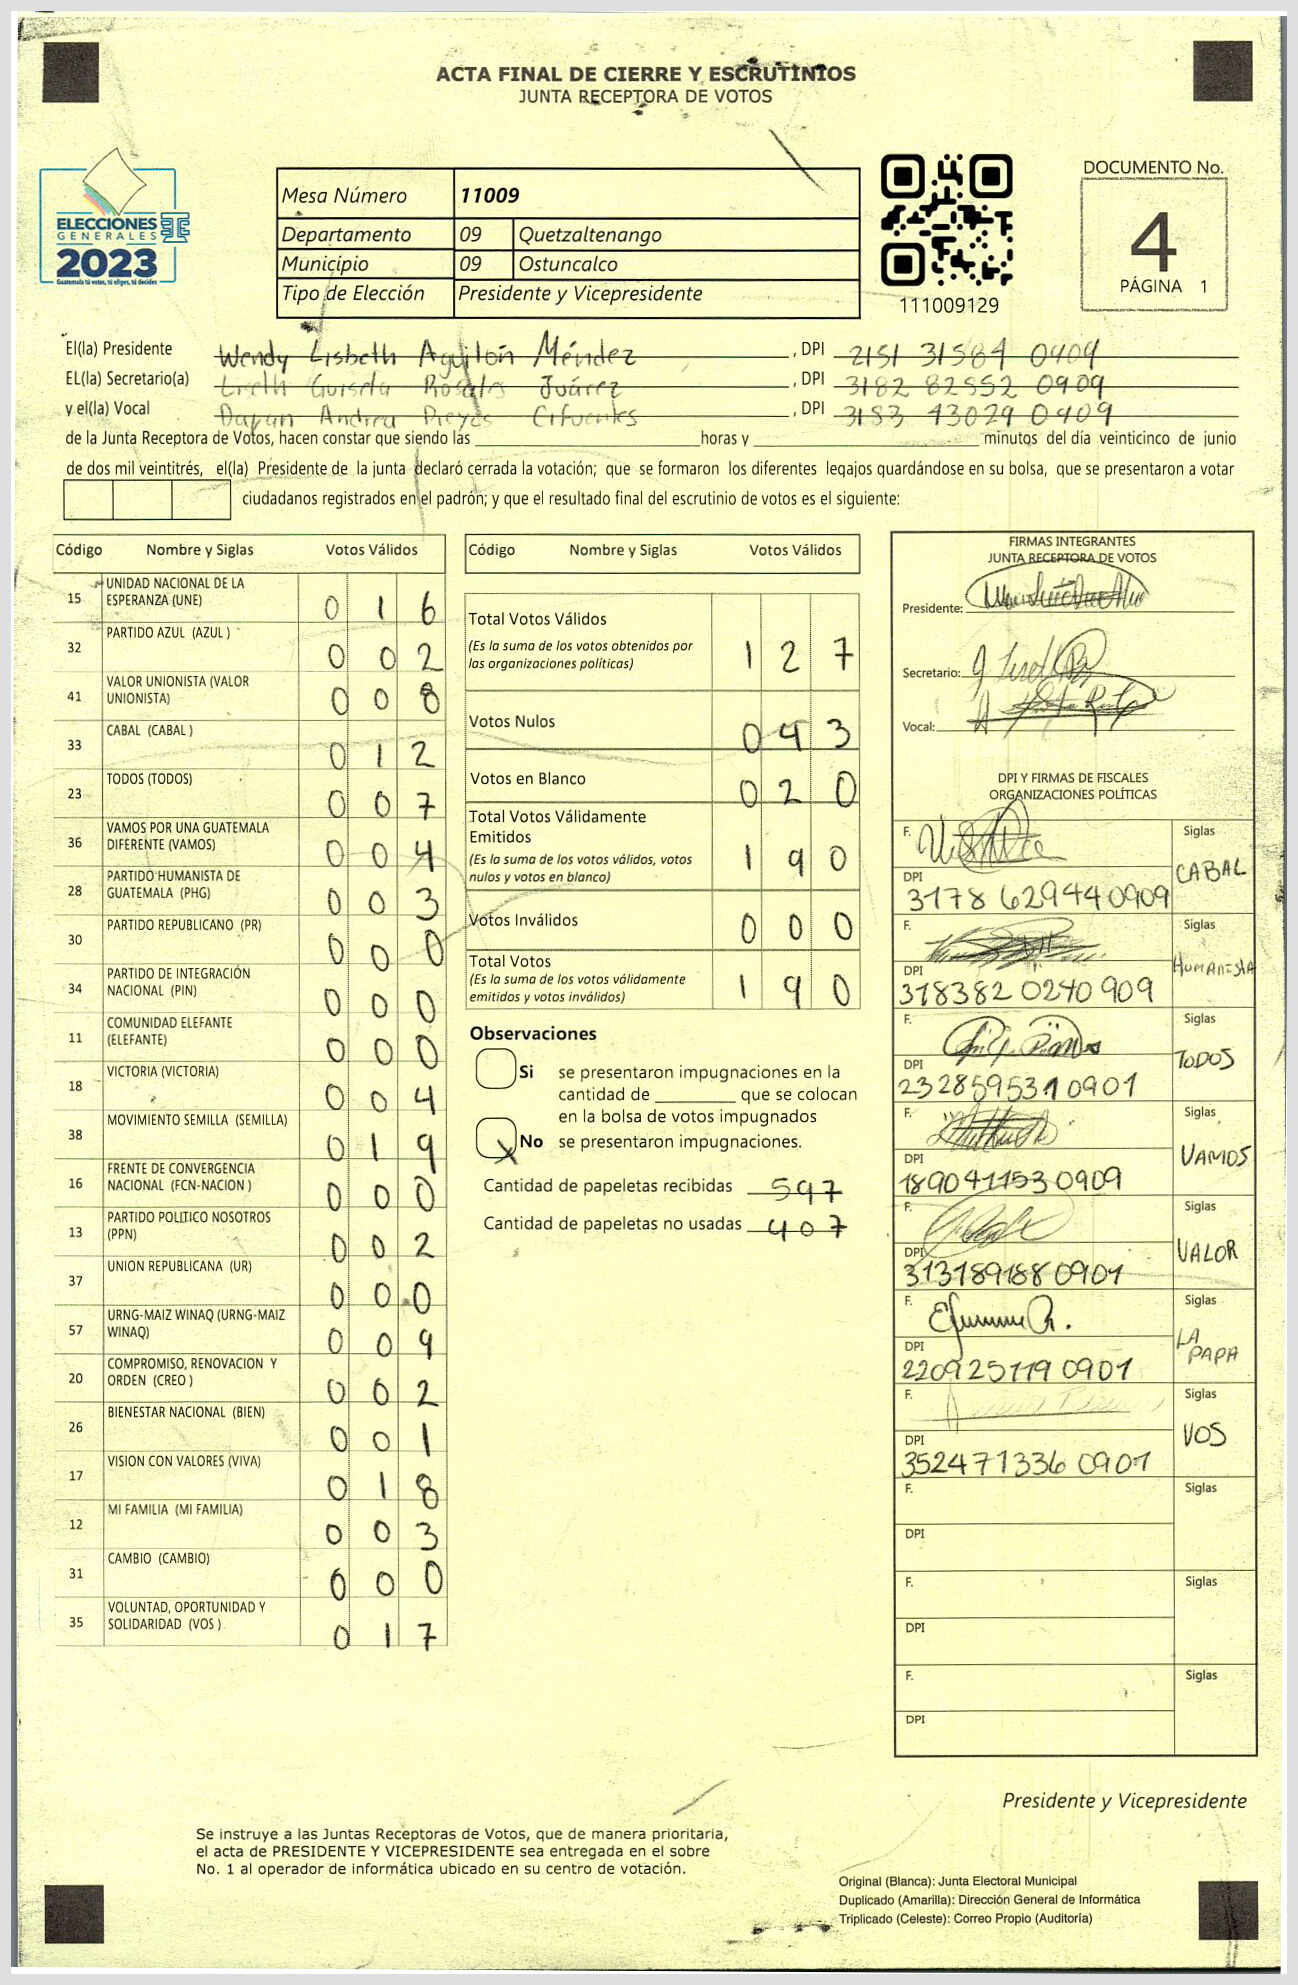 ACTA FINAL DE CIERRE Y ESCRUTINIOS
JUNTA RECEPTORA DE VOTOS
ELECCIONES
GENERALES
2023
Guatemala tú votas, tú eliges, tú decides
Mesa Número 11009
Departamento 09 Quetzaltenango
Municipio 09 Ostuncalco
Tipo de Elección Presidente y Vicepresidente
111009129
DOCUMENTO No.
4
PÁGINA 1
El(la) Presidente Wendy Lisbeth Aguilón Méndez, DPI 2151 31584 0909
EL(la) Secretario(a) Liseth Guisela Rosales Juárez, DPI 3182 82552 0909
y el(la) Vocal Dayan Andrea Reyes Cifuentes, DPI 3183 43029 0909
de la Junta Receptora de Votos, hacen constar que siendo las horas y minutos del día veinticinco de junio
de dos mil veintitrés, el(la) Presidente de la junta declaró cerrada la votación; que se formaron los diferentes legajos guardándose en su bolsa, que se presentaron a votar
ciudadanos registrados en el padrón; y que el resultado final del escrutinio de votos es el siguiente:
Código Nombre y Siglas Votos Válidos
15 UNIDAD NACIONAL DE LA
ESPERANZA (UNE) 0 1 6
32 PARTIDO AZUL (AZUL ) 0 0 2
41 VALOR UNIONISTA (VALOR
UNIONISTA) 0 0 8
33 CABAL (CABAL ) 0 1 2
23 TODOS (TODOS) 0 0 7
36 VAMOS POR UNA GUATEMALA
DIFERENTE (VAMOS) 0 0 4
28 PARTIDO HUMANISTA DE
GUATEMALA (PHG) 0 0 3
30 PARTIDO REPUBLICANO (PR) 0 0 0
34 PARTIDO DE INTEGRACIÓN
NACIONAL (PIN) 0 0 0
11 COMUNIDAD ELEFANTE
(ELEFANTE) 0 0 0
18 VICTORIA (VICTORIA) 0 0 4
38 MOVIMIENTO SEMILLA (SEMILLA) 0 1 9
16 FRENTE DE CONVERGENCIA
NACIONAL (FCN-NACION ) 0 0 0
13 PARTIDO POLITICO NOSOTROS
(PPN) 0 0 2
37 UNION REPUBLICANA (UR) 0 0 0
57 URNG-MAIZ WINAQ (URNG-MAIZ
WINAQ) 0 0 9
20 COMPROMISO, RENOVACION Y
ORDEN (CREO ) 0 0 2
26 BIENESTAR NACIONAL (BIEN) 0 0 1
17 VISION CON VALORES (VIVA) 0 1 8
12 MI FAMILIA (MI FAMILIA) 0 0 3
31 CAMBIO (CAMBIO) 0 0 0
35 VOLUNTAD, OPORTUNIDAD Y
SOLIDARIDAD (VOS ) 0 1 7
Código Nombre y Siglas Votos Válidos
Total Votos Válidos
(Es la suma de los votos obtenidos por
las organizaciones políticas) 1 2 7
Votos Nulos 0 4 3
Votos en Blanco 0 2 0
Total Votos Válidamente
Emitidos
(Es la suma de los votos válidos, votos
nulos y votos en blanco) 1 9 0
Votos Inválidos 0 0 0
Total Votos
(Es la suma de los votos válidamente
emitidos y votos inválidos) 1 9 0
Observaciones
Si se presentaron impugnaciones en la
cantidad de que se colocan
en la bolsa de votos impugnados
X No se presentaron impugnaciones.
Cantidad de papeletas recibidas 597
Cantidad de papeletas no usadas 407
FIRMAS INTEGRANTES
JUNTA RECEPTORA DE VOTOS
Presidente:
Secretario:
Vocal:
DPI Y FIRMAS DE FISCALES
ORGANIZACIONES POLÍTICAS
F. Siglas
CABAL
DPI
3178 62944 0909
F. Siglas
HUMANISTA
DPI
318382 0240 909
F. Siglas
TODOS
DPI
2328595310901
F. Siglas
VAMOS
DPI
1890411530909
F. Siglas
VALOR
DPI
3131891880901
F. Siglas
LA
PAPA
DPI
2209251190901
F. Siglas
VOS
DPI
3524713360901
F. Siglas
DPI
F. Siglas
DPI
F. Siglas
DPI
Presidente y Vicepresidente
Se instruye a las Juntas Receptoras de Votos, que de manera prioritaria,
el acta de PRESIDENTE Y VICEPRESIDENTE sea entregada en el sobre
No. 1 al operador de informática ubicado en su centro de votación.
Original (Blanca): Junta Electoral Municipal
Duplicado (Amarilla): Dirección General de Informática
Triplicado (Celeste): Correo Propio (Auditoría)